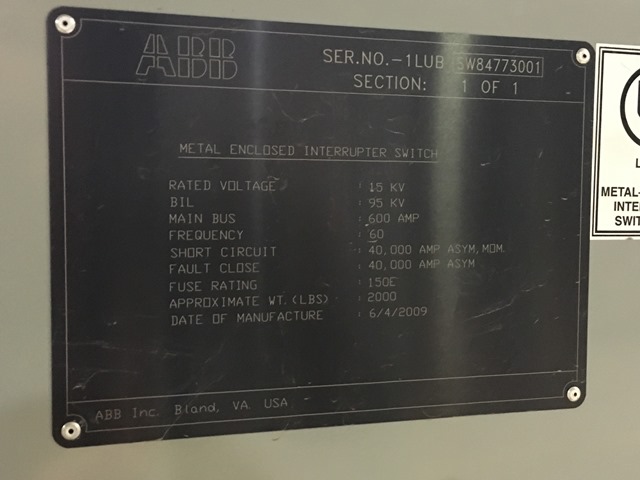 ABB
SER.NO.-1LUB SW84773001
SECTION: 1 OF 1
METAL ENCLOSED INTERRUPTER SWITCH
RATED VOLTAGE : 15 KV
BIL : 95 KV
MAIN BUS : 600 AMP
FREQUENCY : 60
SHORT CIRCUIT : 40,000 AMP ASYM,MOM.
FAULT CLOSE : 40,000 AMP ASYM
FUSE RATING : 150E
APPROXIMATE WT.(LBS) : 2000
DATE OF MANUFACTURE : 6/4/2009
ABB Inc. Bland, VA. USA
METAL-
INTE
SWIT